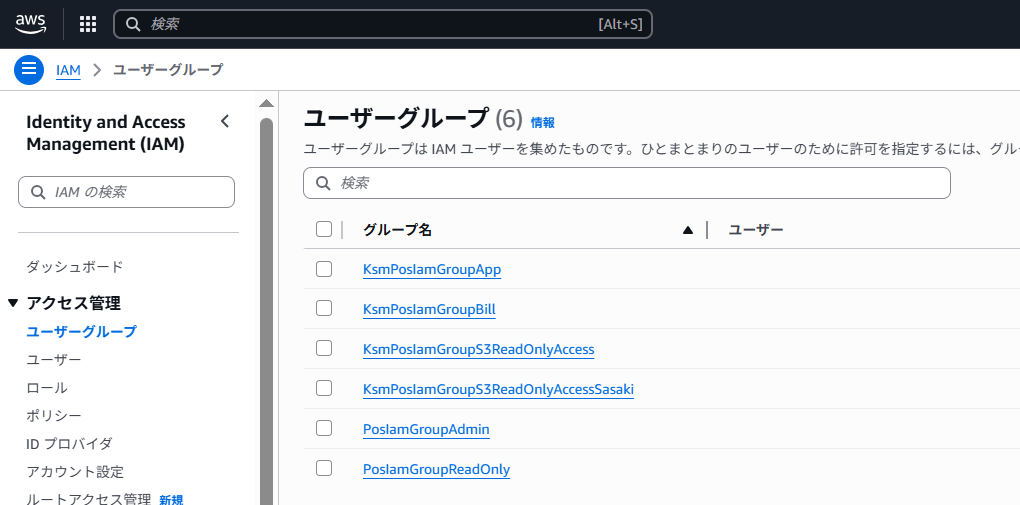 aws
検索 [Alt+S]
IAM ユーザーグループ
Identity and Access
Management (IAM)
IAM の検索
ダッシュボード
アクセス管理
ユーザーグループ
ユーザー
ロール
ポリシー
ID プロバイダ
アカウント設定
ルートアクセス管理 新規
ユーザーグループ (6) 情報
ユーザーグループは IAM ユーザーを集めたものです。ひとまとまりのユーザーのために許可を指定するには、グル
検索
グループ名 ユーザー
KsmPosIamGroupApp
KsmPosIamGroupBill
KsmPosIamGroupS3ReadOnlyAccess
KsmPosIamGroupS3ReadOnlyAccessSasaki
PosIamGroupAdmin
PosIamGroupReadOnly